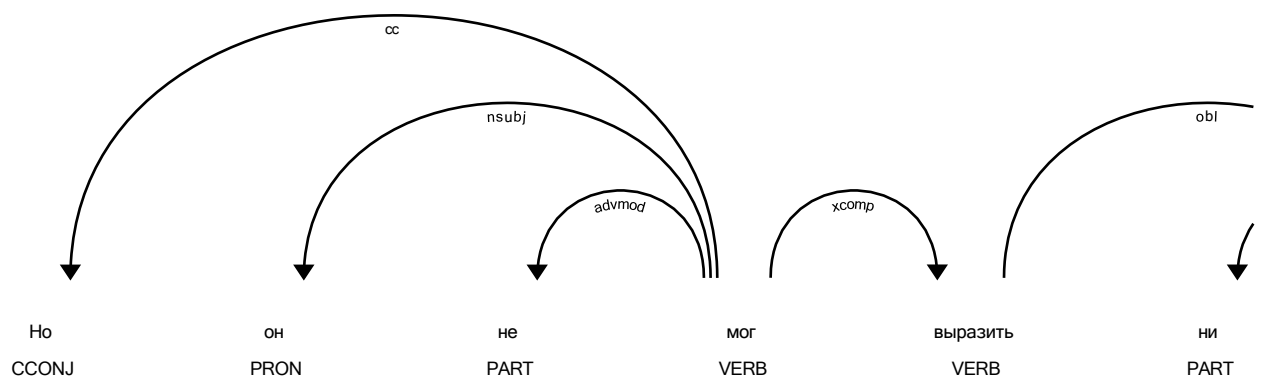 cc
nsubj
obl
advmod
xcomp
Но он не мог выразить ни
CCONJ PRON PART VERB VERB PART